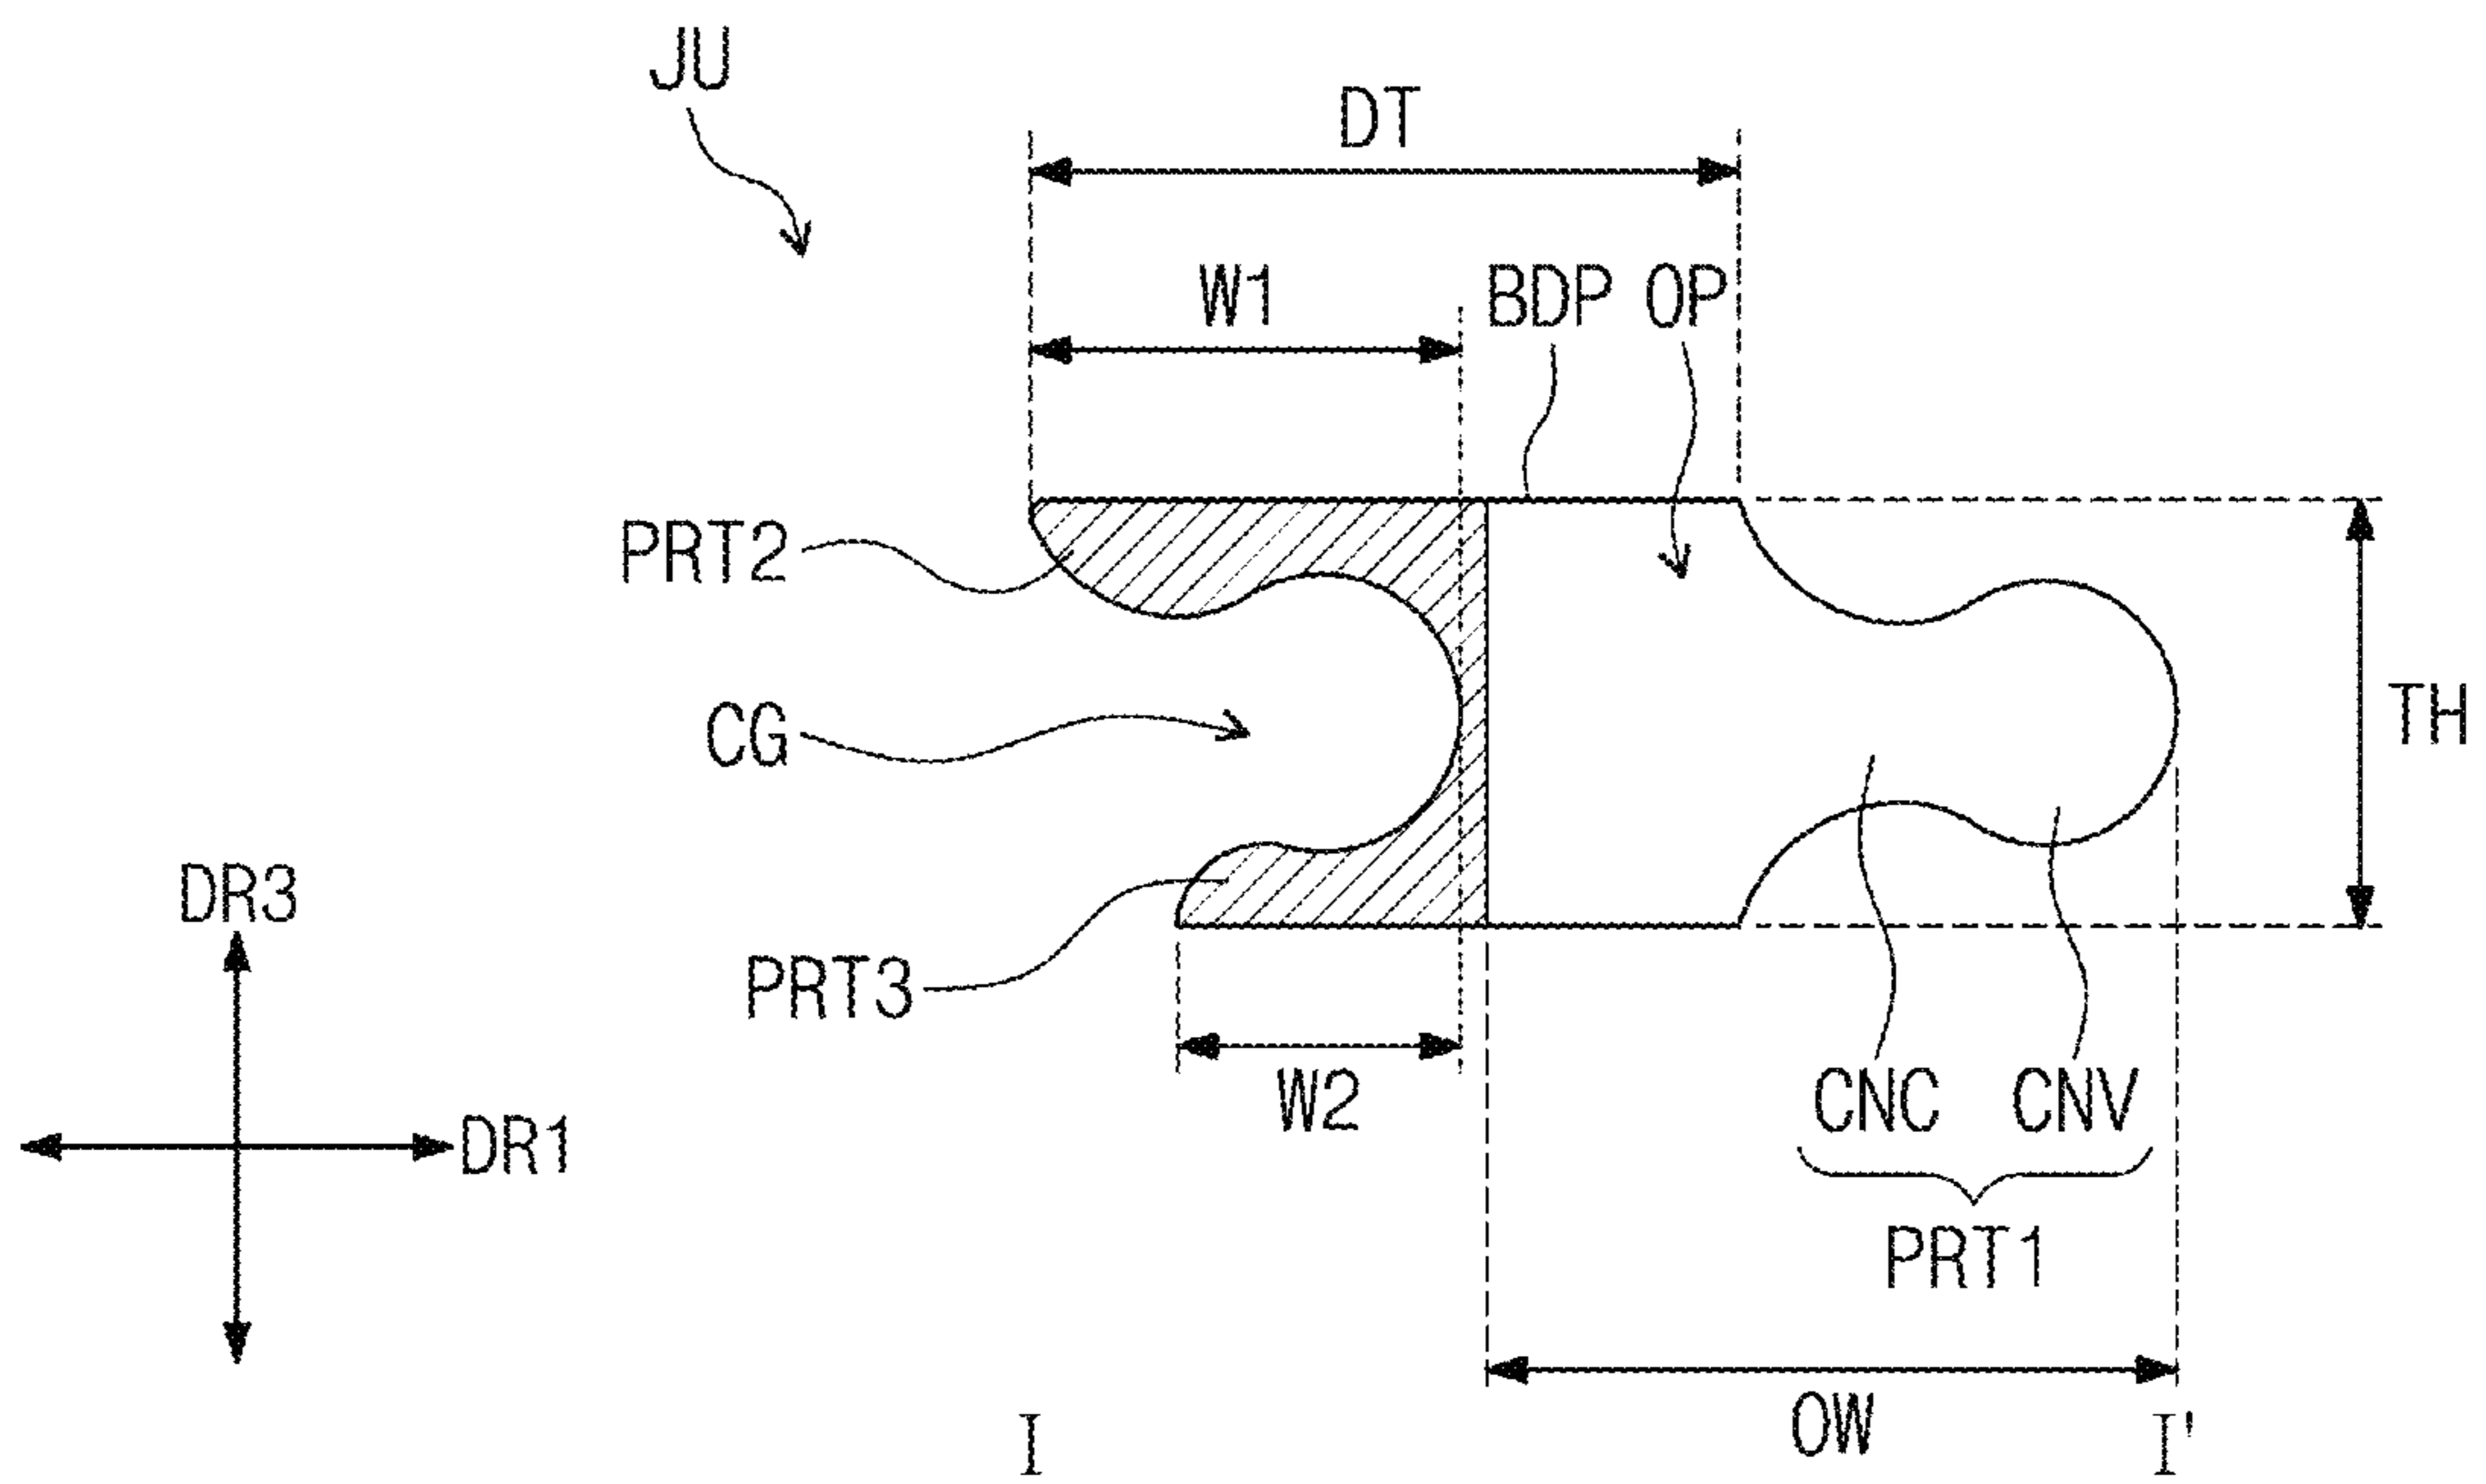 JU
DT
W1
BDP OP
PRT2
CG
TH
DR3
PRT3
W2
CNC CNV
DR1
PRT1
OW
I I'